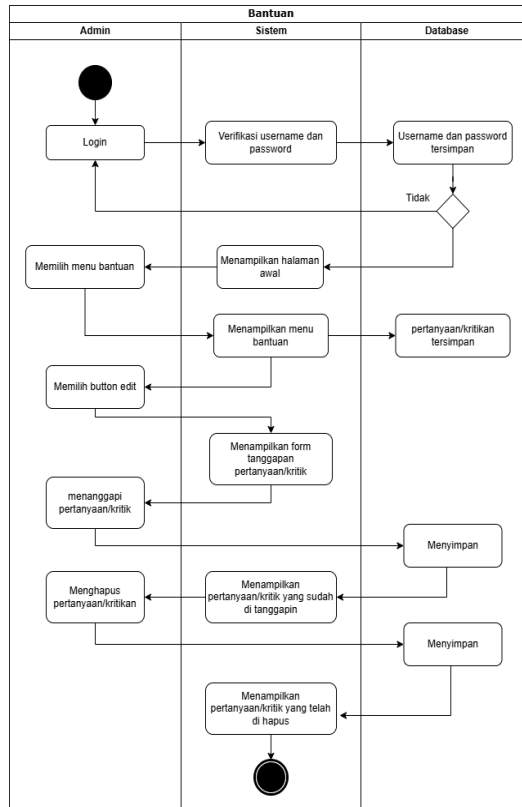 Bantuan
Admin
Sistem
Database
Login
Verifikasi username dan
password
Username dan password
tersimpan
Tidak
Menampilkan halaman
awal
Memilih menu bantuan
Menampilkan menu
bantuan
pertanyaan/kritikan
tersimpan
Memilih button edit
Menampilkan form
tanggapan
pertanyaan/kritik
menanggapi
pertanyaan/kritik
Menyimpan
Menampilkan
pertanyaan/kritik yang sudah
di tanggapin
Menghapus
pertanyaan/kritikan
Menyimpan
Menampilkan
pertanyaan/kritik yang telah
di hapus